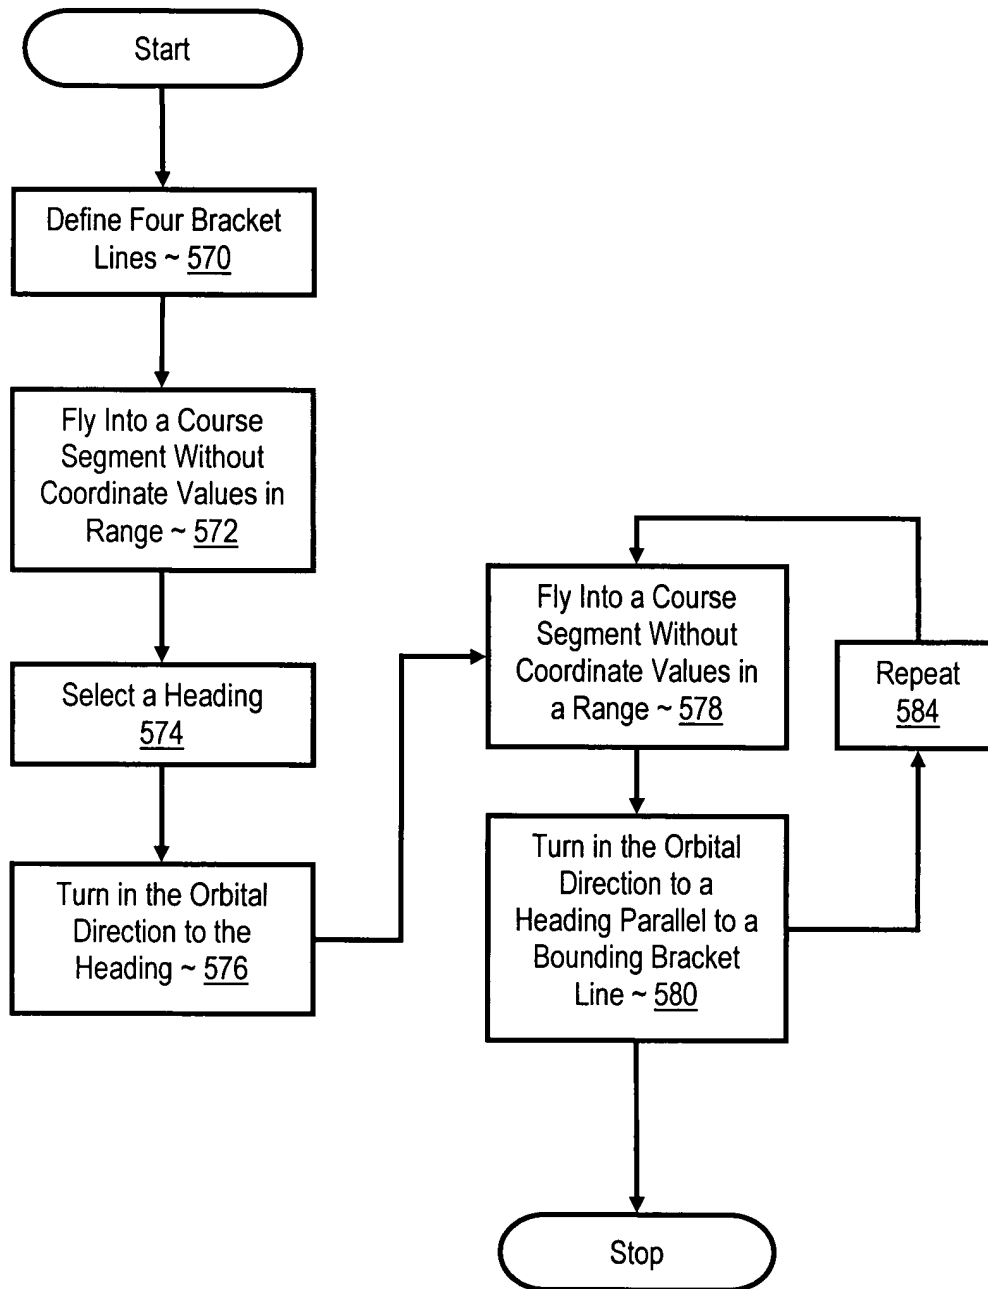 Start
Define Four Bracket
Lines ~ 570
Fly Into a Course
Segment Without
Coordinate Values in
Range ~ 572
Select a Heading
574
Turn in the Orbital
Direction to the
Heading ~ 576
Fly Into a Course
Segment Without
Coordinate Values in
a Range ~ 578
Repeat
584
Turn in the Orbital
Direction to a
Heading Parallel to a
Bounding Bracket
Line ~ 580
Stop